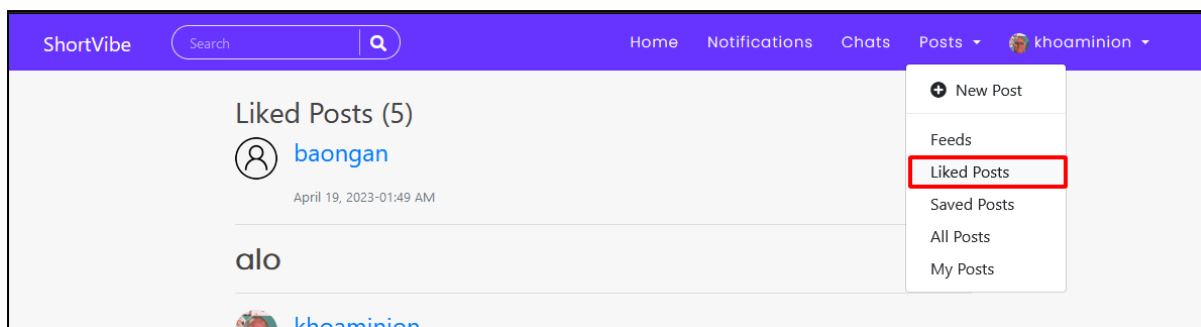 ShortVibe Search Home Notifications Chats Posts khoaminion
New Post
Liked Posts (5)
Feeds
baongan
Liked Posts
April 19, 2023-01:49 AM
Saved Posts
All Posts
alo
My Posts
khoaminion